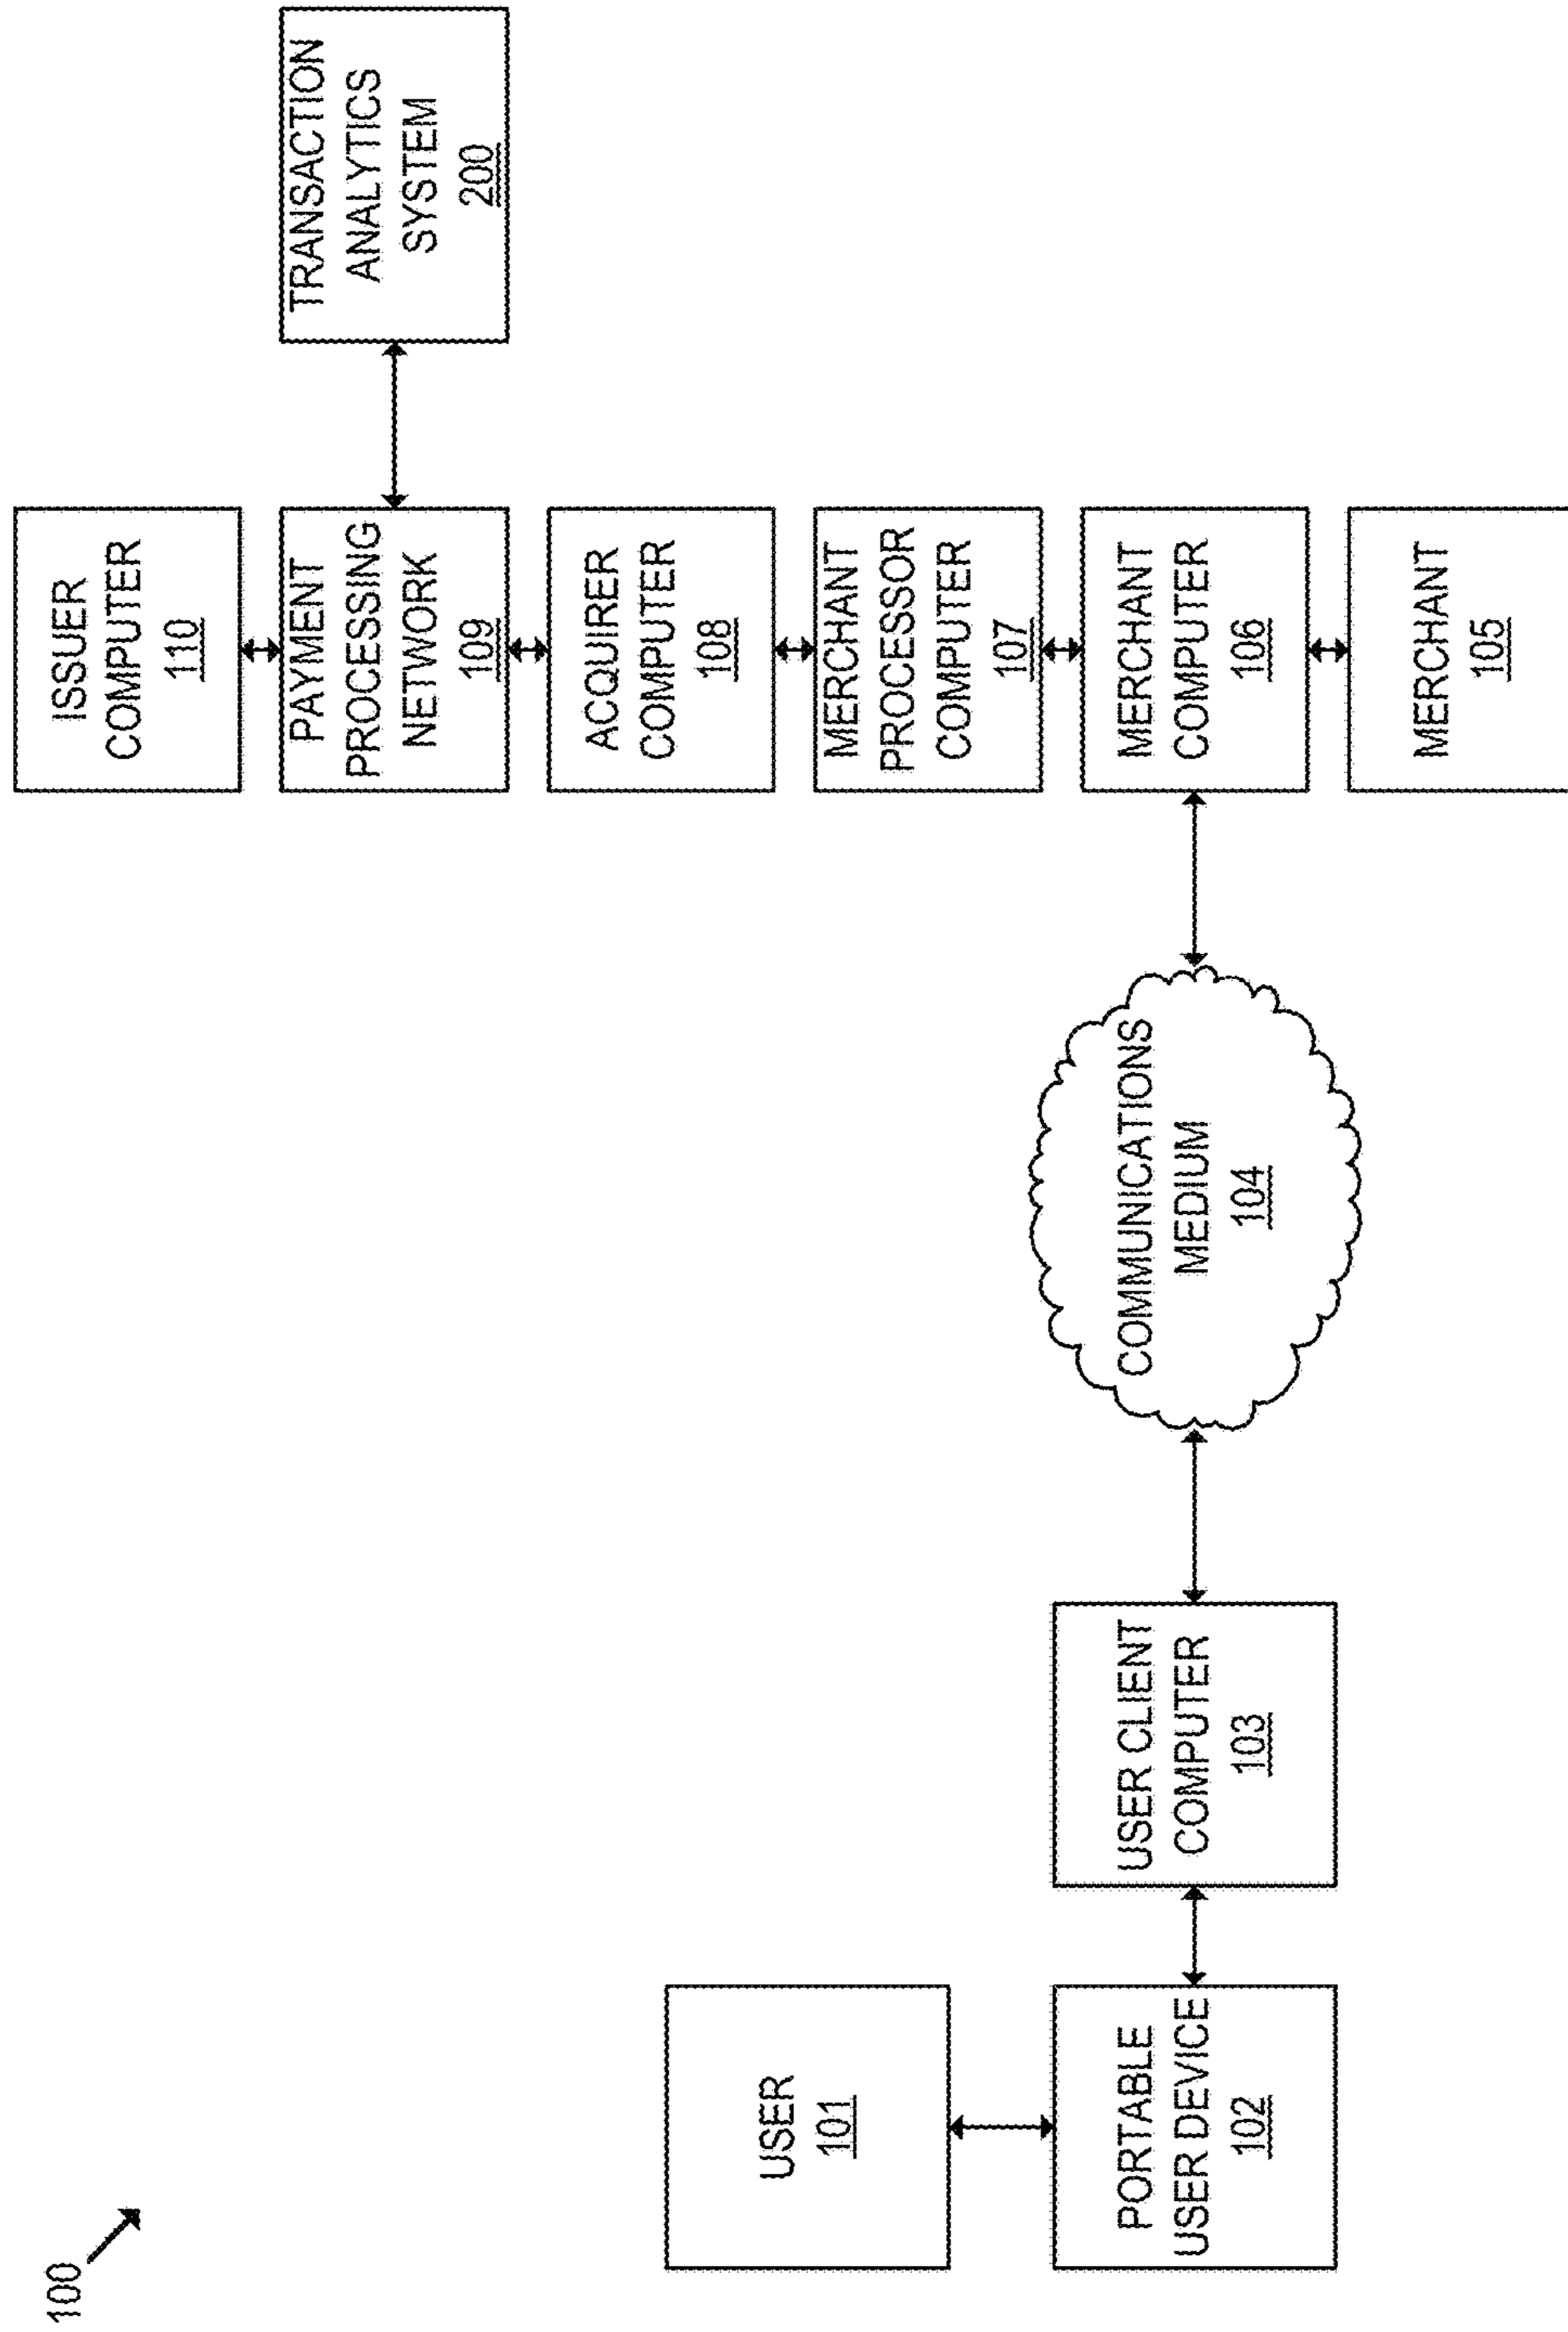 100
USER
101
PORTABLE
USER DEVICE
102
USER CLIENT
COMPUTER
103
COMMUNICATIONS
MEDIUM
104
ISSUER
COMPUTER
110
PAYMENT
PROCESSING
NETWORK
109
ACQUIRER
COMPUTER
108
MERCHANT
PROCESSOR
COMPUTER
107
MERCHANT
COMPUTER
106
MERCHANT
105
TRANSACTION
ANALYTICS
SYSTEM
200